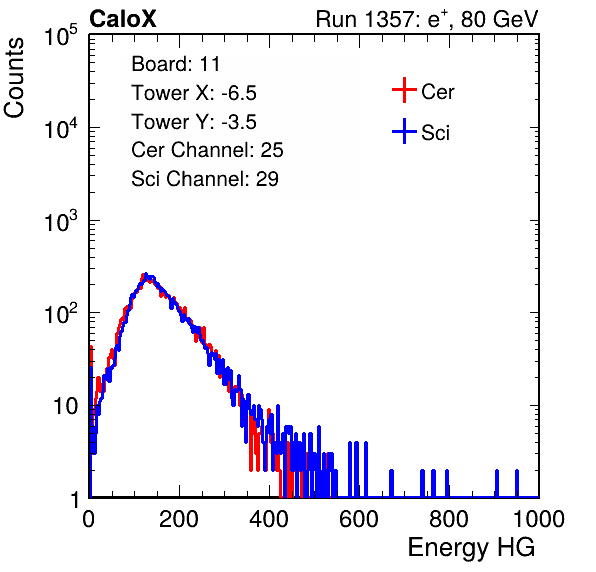 CaloX Run 1357: e⁺, 80 GeV
Counts
10⁵
10⁴
10³
10²
10
1
Board: 11
Tower X: -6.5
Tower Y: -3.5
Cer Channel: 25
Sci Channel: 29
Cer
Sci
0 200 400 600 800 1000
Energy HG